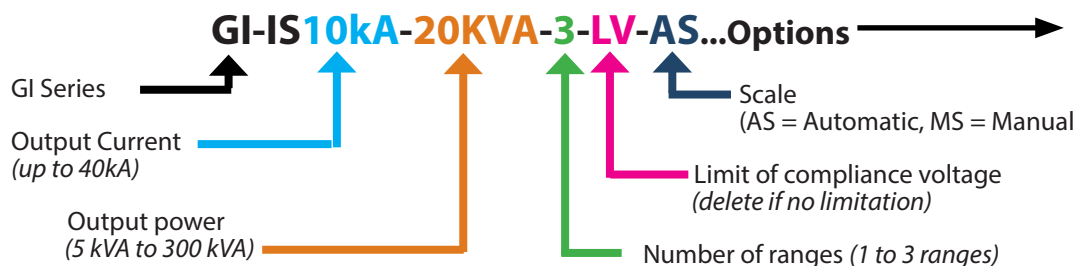 GI-IS10kA-20KVA-3-LV-AS...Options
GI Series
Scale
(AS = Automatic, MS = Manual
Output Current
(up to 40kA)
Limit of compliance voltage
(delete if no limitation)
Output power
(5 kVA to 300 kVA)
Number of ranges (1 to 3 ranges)